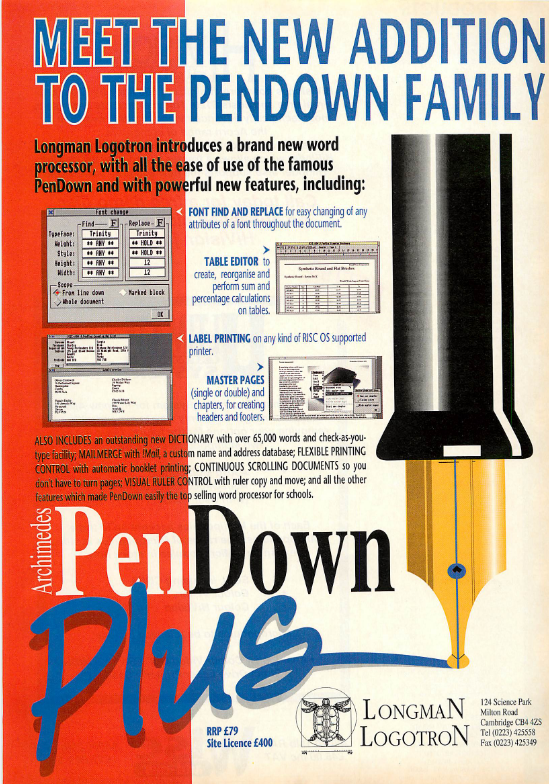 MEET THE NEW ADDITION
TO THE PENDOWN FAMILY
Longman Logotron introduces a brand new word
processor, with all the ease of use of the famous
PenDown and with powerful new features, including:
Font change
Find F
Replace F
Typeface: Trinity Trinity
Weight: ** ANY ** ** HOLD **
Style: ** ANY ** ** HOLD **
Height: ** ANY ** 12
Width: ** ANY ** 12
Scope
From line down Marked block
Whole document
OK
FONT FIND AND REPLACE for easy changing of any
attributes of a font throughout the document.
TABLE EDITOR to
create, reorganise and
perform sum and
percentage calculations
on tables.
LABEL PRINTING on any kind of RISC OS supported
printer.
MASTER PAGES
(single or double) and
chapters, for creating
headers and footers.
ALSO INCLUDES an outstanding new DICTIONARY with over 65,000 words and check-as-you-
type facility; MAILMERGE with !Mail, a custom name and address database; FLEXIBLE PRINTING
CONTROL with automatic booklet printing; CONTINUOUS SCROLLING DOCUMENTS so you
don't have to turn pages; VISUAL RULER CONTROL with ruler copy and move; and all the other
features which made PenDown easily the top selling word processor for schools.
Archimedes
PenDown
Plus
RRP £79
Site Licence £400
LONGMAN
LOGOTRON
124 Science Park
Milton Road
Cambridge CB4 4ZS
Tel (0223) 425558
Fax (0223) 425349